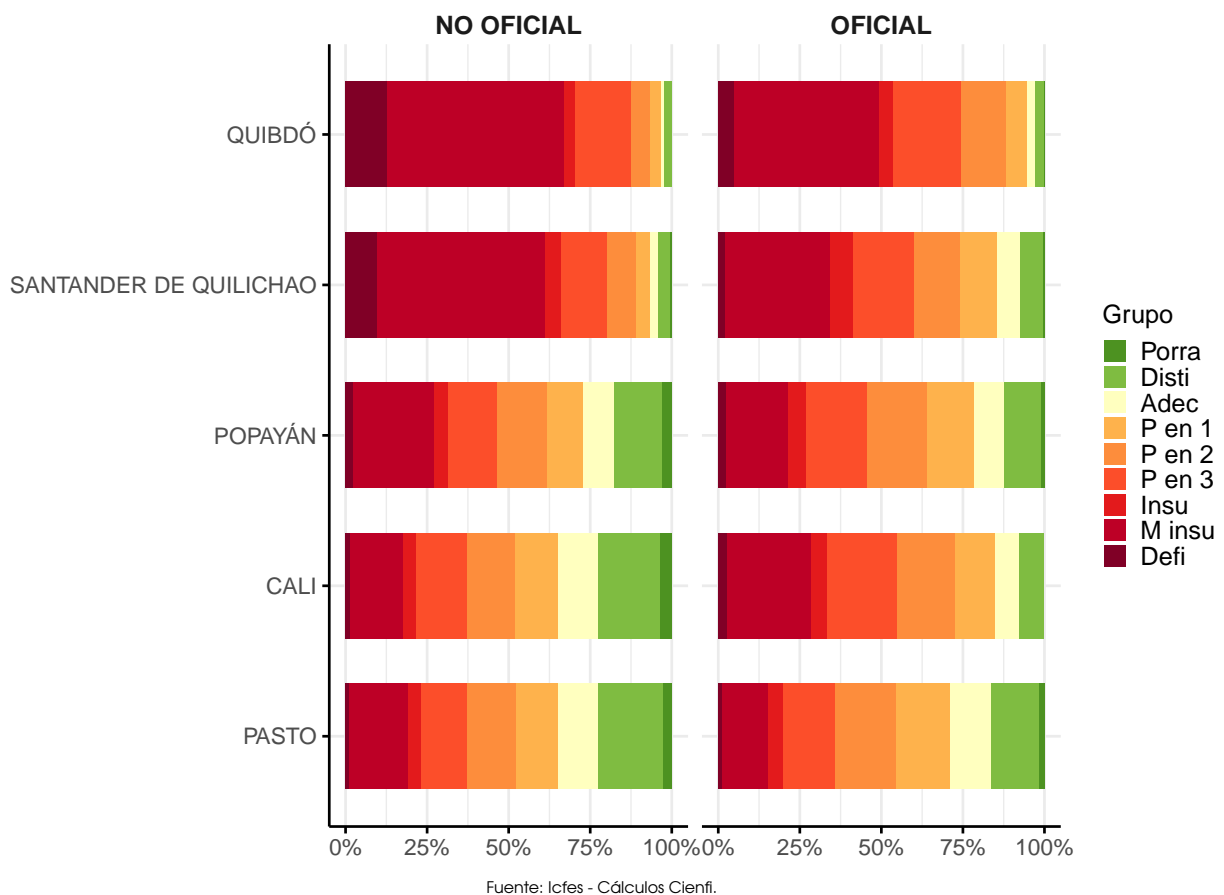 NO OFICIAL
OFICIAL
QUIBDÓ
SANTANDER DE QUILICHAO
POPAYÁN
CALI
PASTO
0% 25% 50% 75% 100% 0% 25% 50% 75% 100%
Grupo
Porra
Disti
Adec
P en 1
P en 2
P en 3
Insu
M insu
Defi
Fuente: Icfes - Cálculos Cienfi.